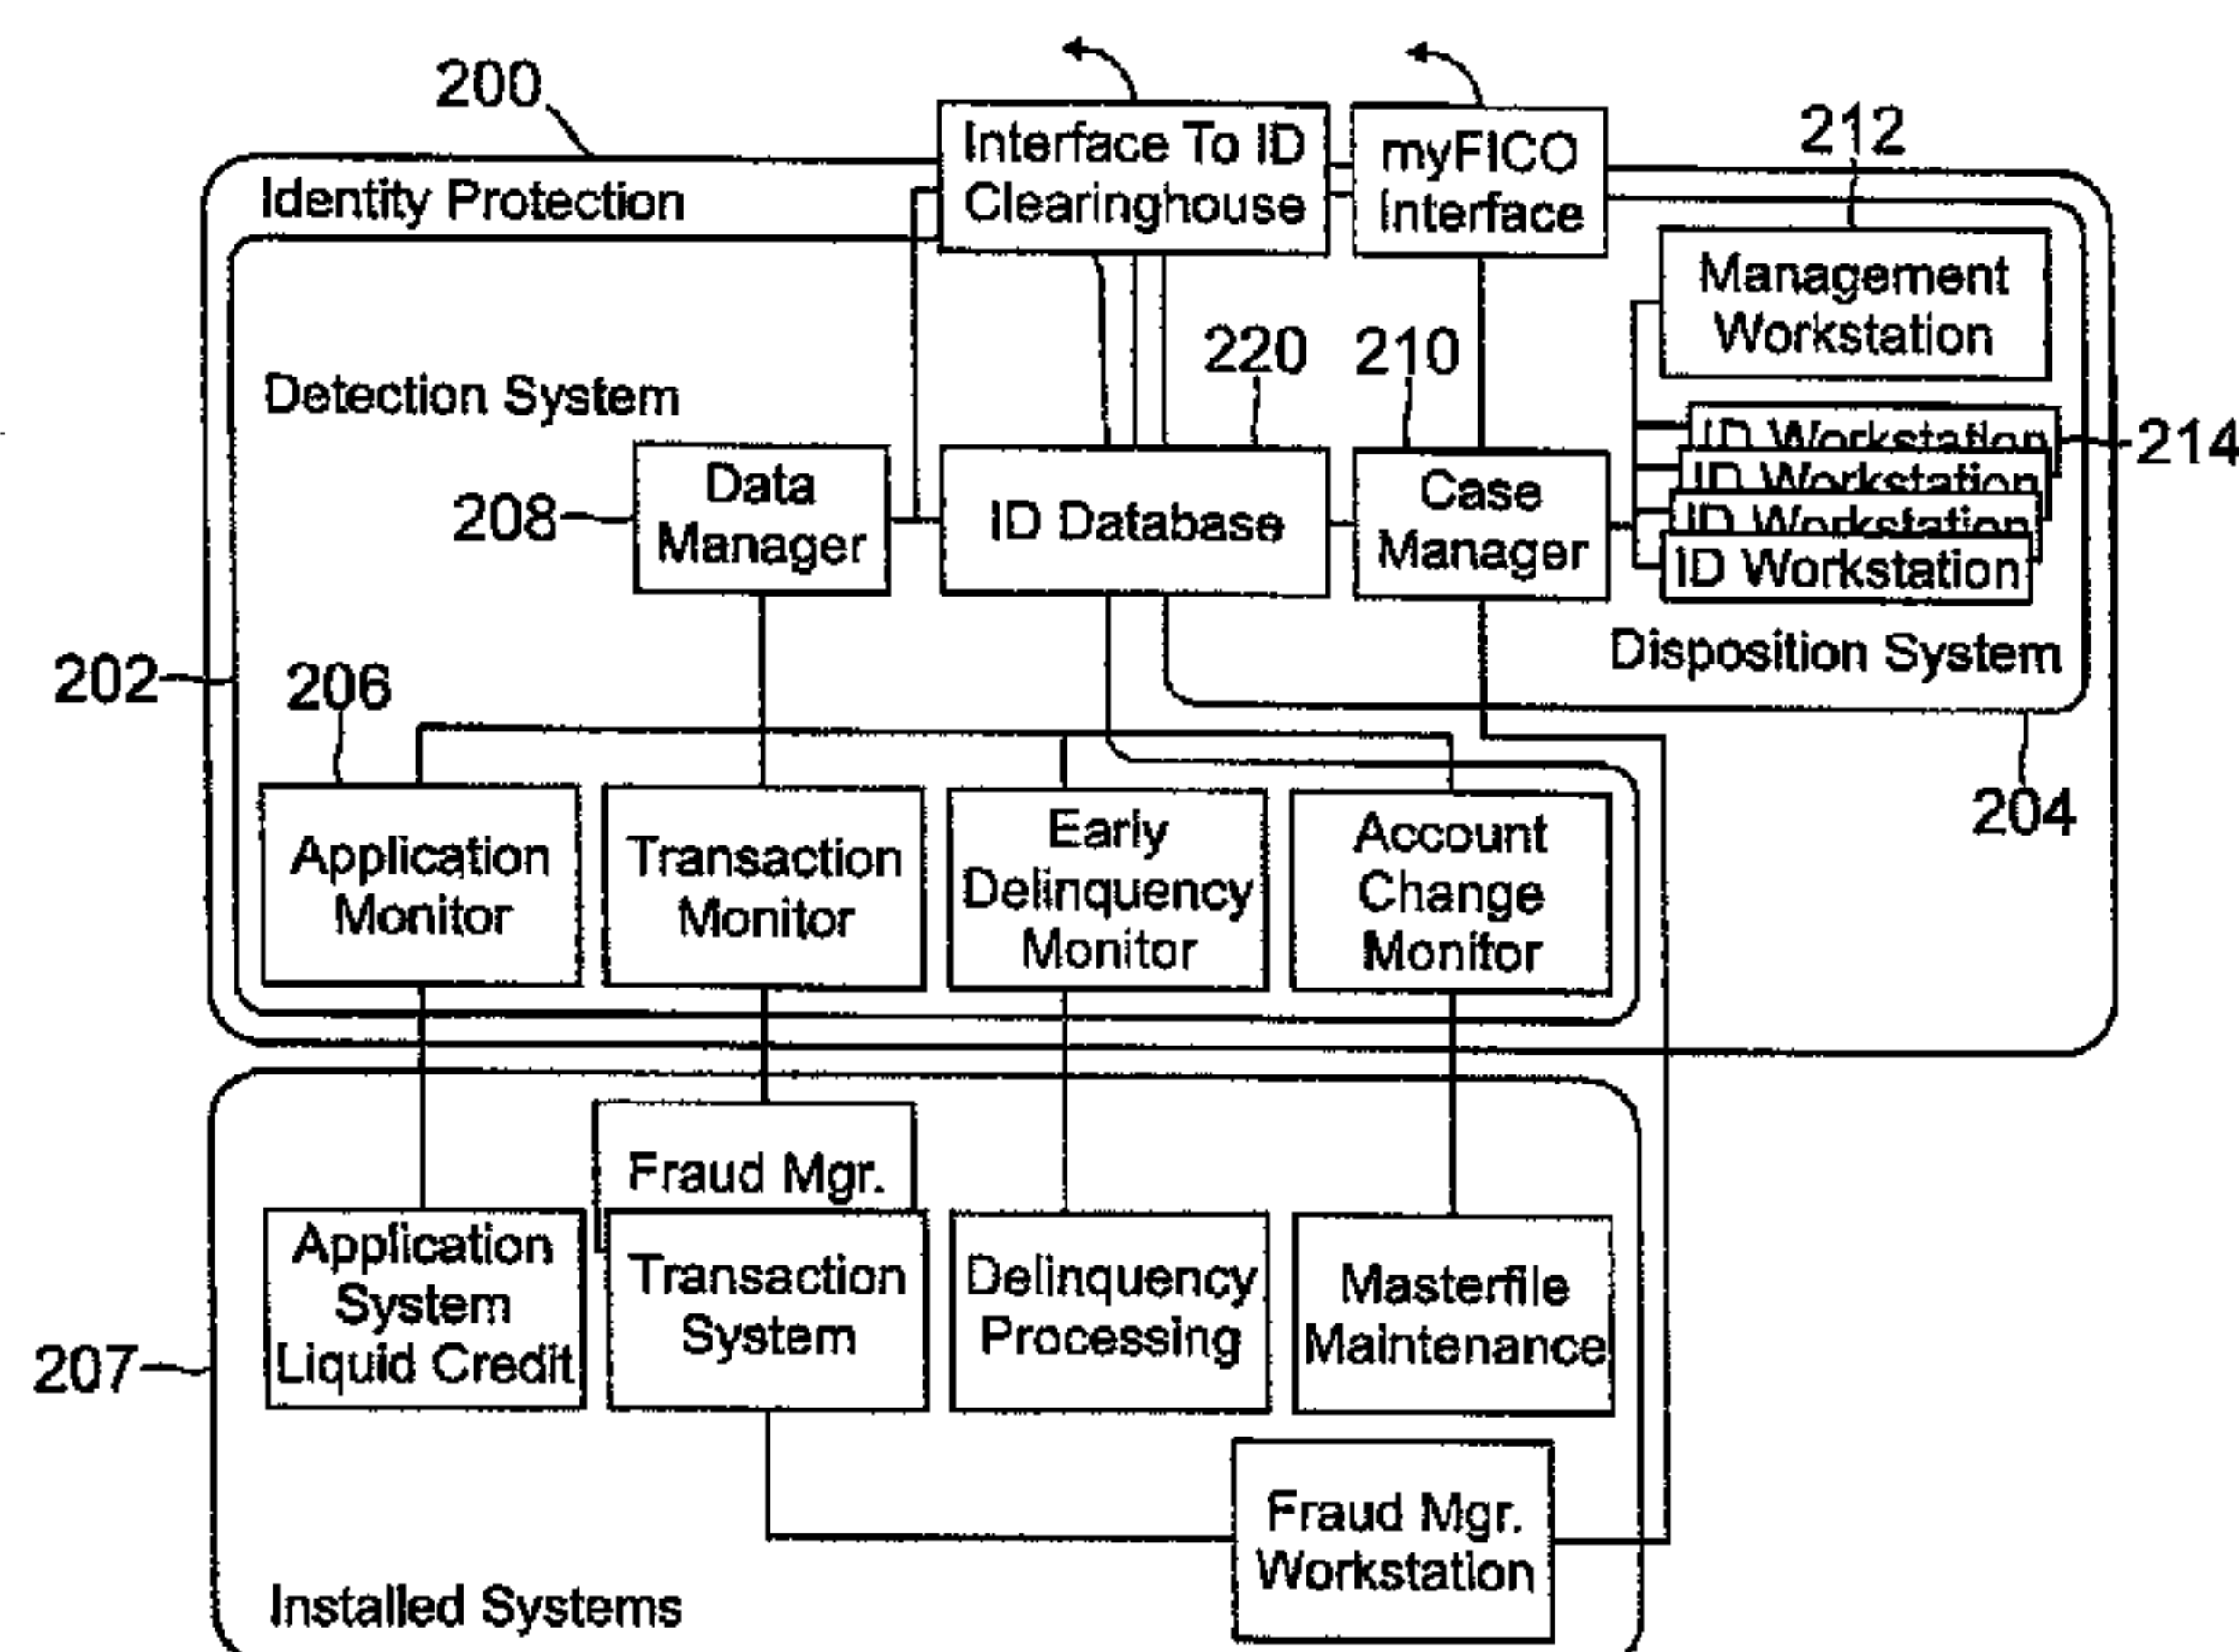 200
Interface To ID
Clearinghouse
myFICO
Interface
212
Identity Protection
Management
Workstation
220
210
Detection System
ID Workstation
214
ID Workstation
ID Workstation
ID Workstation
Data
Manager
208
ID Database
Case
Manager
Disposition System
202
206
204
Application
Monitor
Transaction
Monitor
Early
Delinquency
Monitor
Account
Change
Monitor
Fraud Mgr.
Application
System
Liquid Credit
Transaction
System
Delinquency
Processing
Masterfile
Maintenance
207
Fraud Mgr.
Workstation
Installed Systems